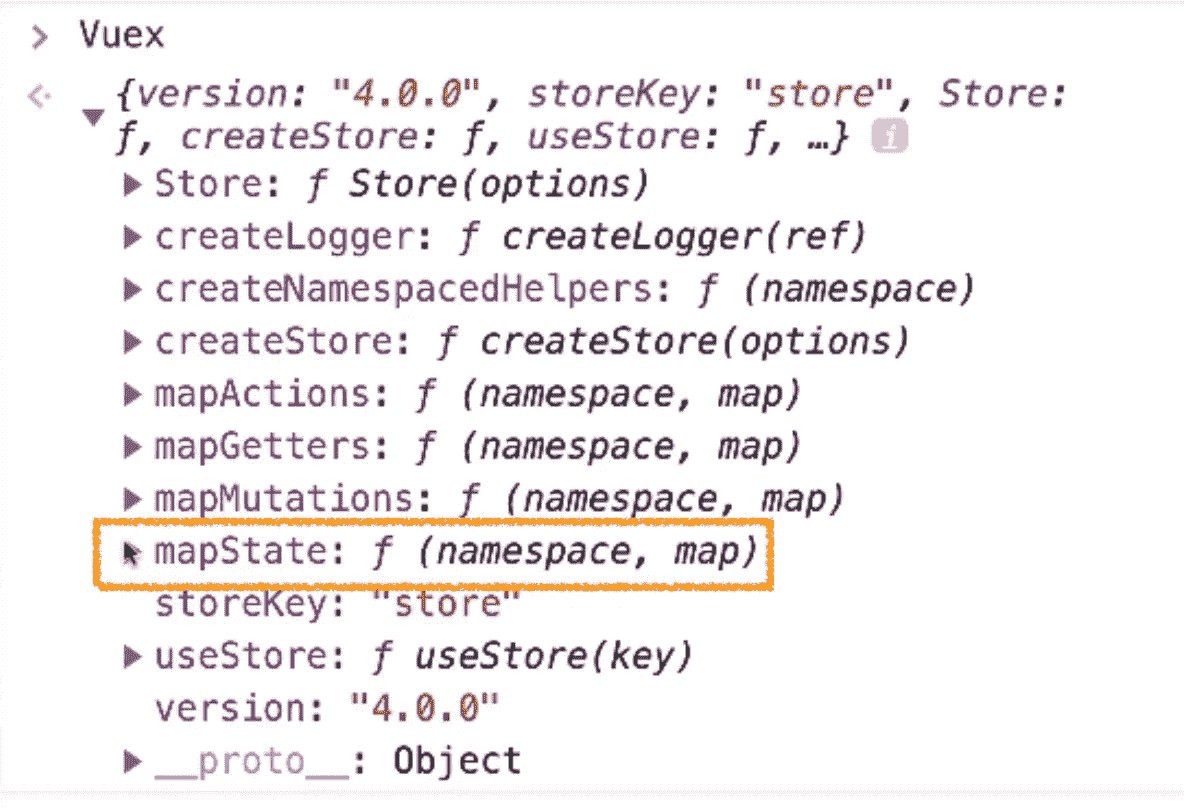 > Vuex
{version: "4.0.0", storeKey: "store", Store:
f, createStore: f, useStore: f, …} i
Store: f Store(options)
createLogger: f createLogger(ref)
createNamespacedHelpers: f (namespace)
createStore: f createStore(options)
mapActions: f (namespace, map)
mapGetters: f (namespace, map)
mapMutations: f (namespace, map)
mapState: f (namespace, map)
storeKey: "store"
useStore: f useStore(key)
version: "4.0.0"
__proto__: Object